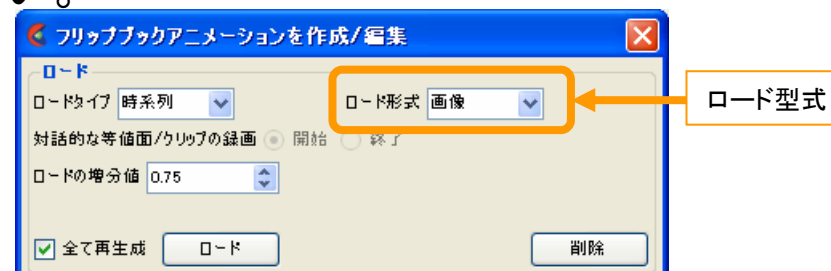 フリップブックアニメーションを作成/編集
ロード
ロードタイプ 時系列 ロード形式 画像 ロード型式
対話的な等値面/クリップの録画 開始 終了
ロードの増分値 0.75
全て再生成 ロード 削除